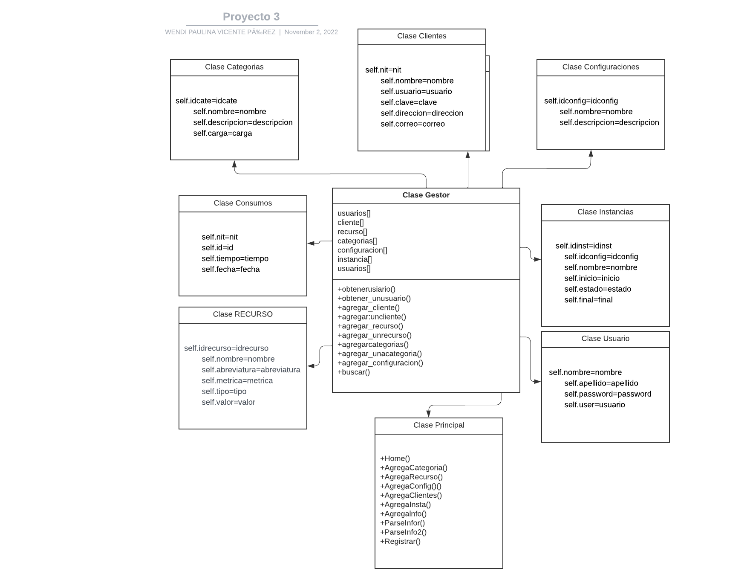 Proyecto 3
WENDI PAULINA VICENTE PÃ‰REZ | November 2, 2022
Clase Clientes
self.nit=nit
self.nombre=nombre
self.usuario=usuario
self.clave=clave
self.direccion=direccion
self.correo=correo
Clase Categorias
self.idcate=idcate
self.nombre=nombre
self.descripcion=descripcion
self.carga=carga
Clase Configuraciones
self.idconfig=idconfig
self.nombre=nombre
self.descripcion=descripcion
Clase Gestor
usuarios[]
cliente[]
recurso[]
categorias[]
configuracion[]
instancia[]
usuarios[]
+obtenerusiario()
+obtener_unusuario()
+agregar_cliente()
+agregar:uncliente()
+agregar_recurso()
+agregar_unrecurso()
+agregarcategorias()
+agregar_unacategoria()
+agregar_configuracion()
+buscar()
Clase Consumos
self.nit=nit
self.id=id
self.tiempo=tiempo
self.fecha=fecha
Clase Instancias
self.idinst=idinst
self.idconfig=idconfig
self.nombre=nombre
self.inicio=inicio
self.estado=estado
self.final=final
Clase RECURSO
self.idrecurso=idrecurso
self.nombre=nombre
self.abreviatura=abreviatura
self.metrica=metrica
self.tipo=tipo
self.valor=valor
Clase Usuario
self.nombre=nombre
self.apellido=apellido
self.password=password
self.user=usuario
Clase Principal
+Home()
+AgregaCategoria()
+AgregaRecurso()
+AgregaConfig()()
+AgregaClientes()
+AgregaInsta()
+AgregaInfo()
+ParseInfor()
+ParseInfo2()
+Registrar()